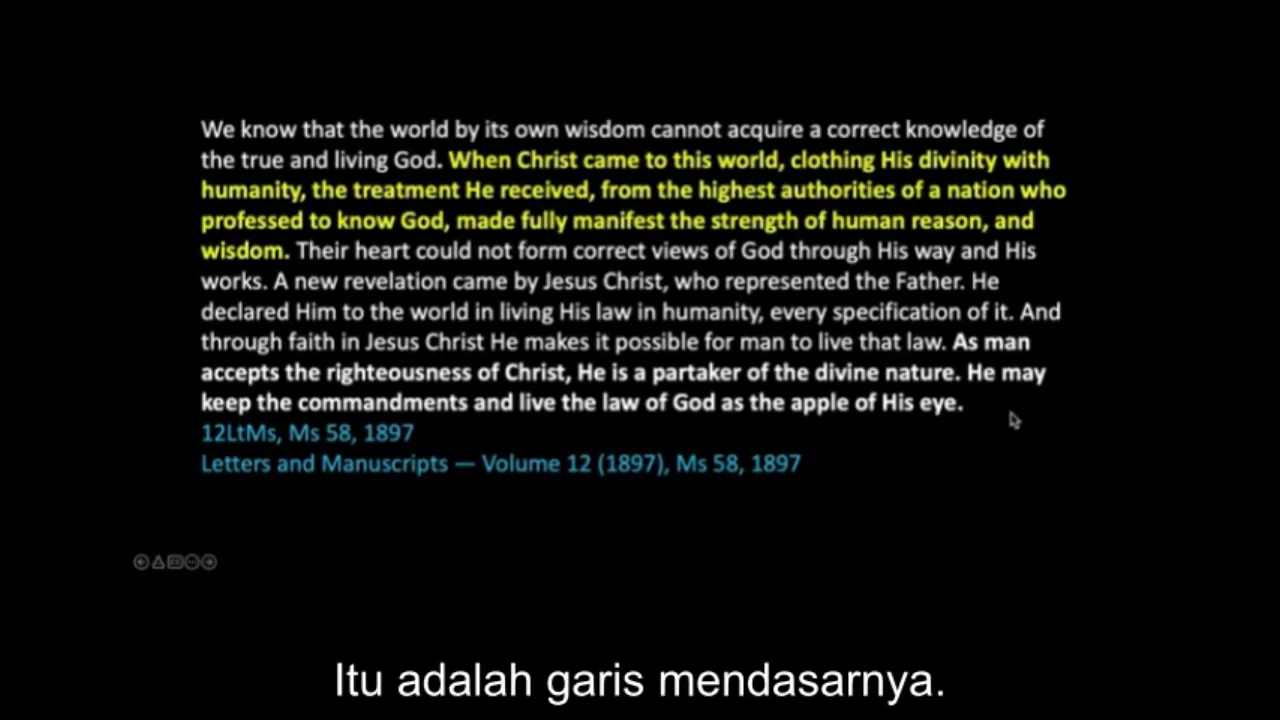 We know that the world by its own wisdom cannot acquire a correct knowledge of
the true and living God. When Christ came to this world, clothing His divinity with
humanity, the treatment He received, from the highest authorities of a nation who
professed to know God, made fully manifest the strength of human reason, and
wisdom. Their heart could not form correct views of God through His way and His
works. A new revelation came by Jesus Christ, who represented the Father. He
declared Him to the world in living His law in humanity, every specification of it. And
through faith in Jesus Christ He makes it possible for man to live that law. As man
accepts the righteousness of Christ, He is a partaker of the divine nature. He may
keep the commandments and live the law of God as the apple of His eye.
12LtMs, Ms 58, 1897
Letters and Manuscripts — Volume 12 (1897), Ms 58, 1897
Itu adalah garis mendasarnya.